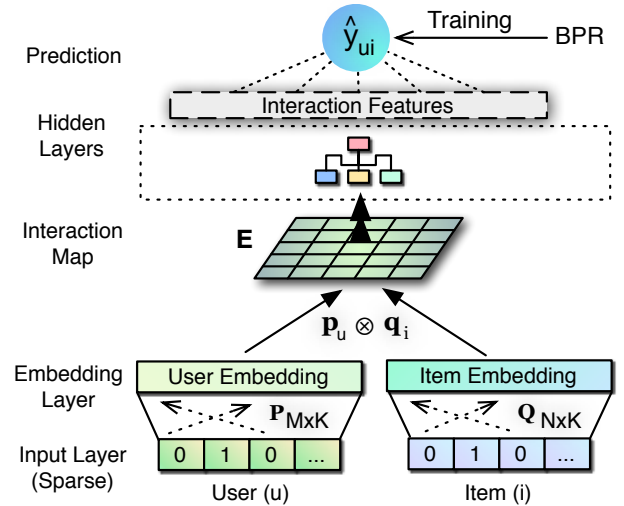 Prediction
ŷui
Training
BPR
Interaction Features
Hidden
Layers
Interaction
Map
E
pu ⊗ qi
Embedding
Layer
User Embedding
Item Embedding
PMxK
QNxK
Input Layer
(Sparse)
0 1 0 ...
0 1 0 ...
User (u)
Item (i)